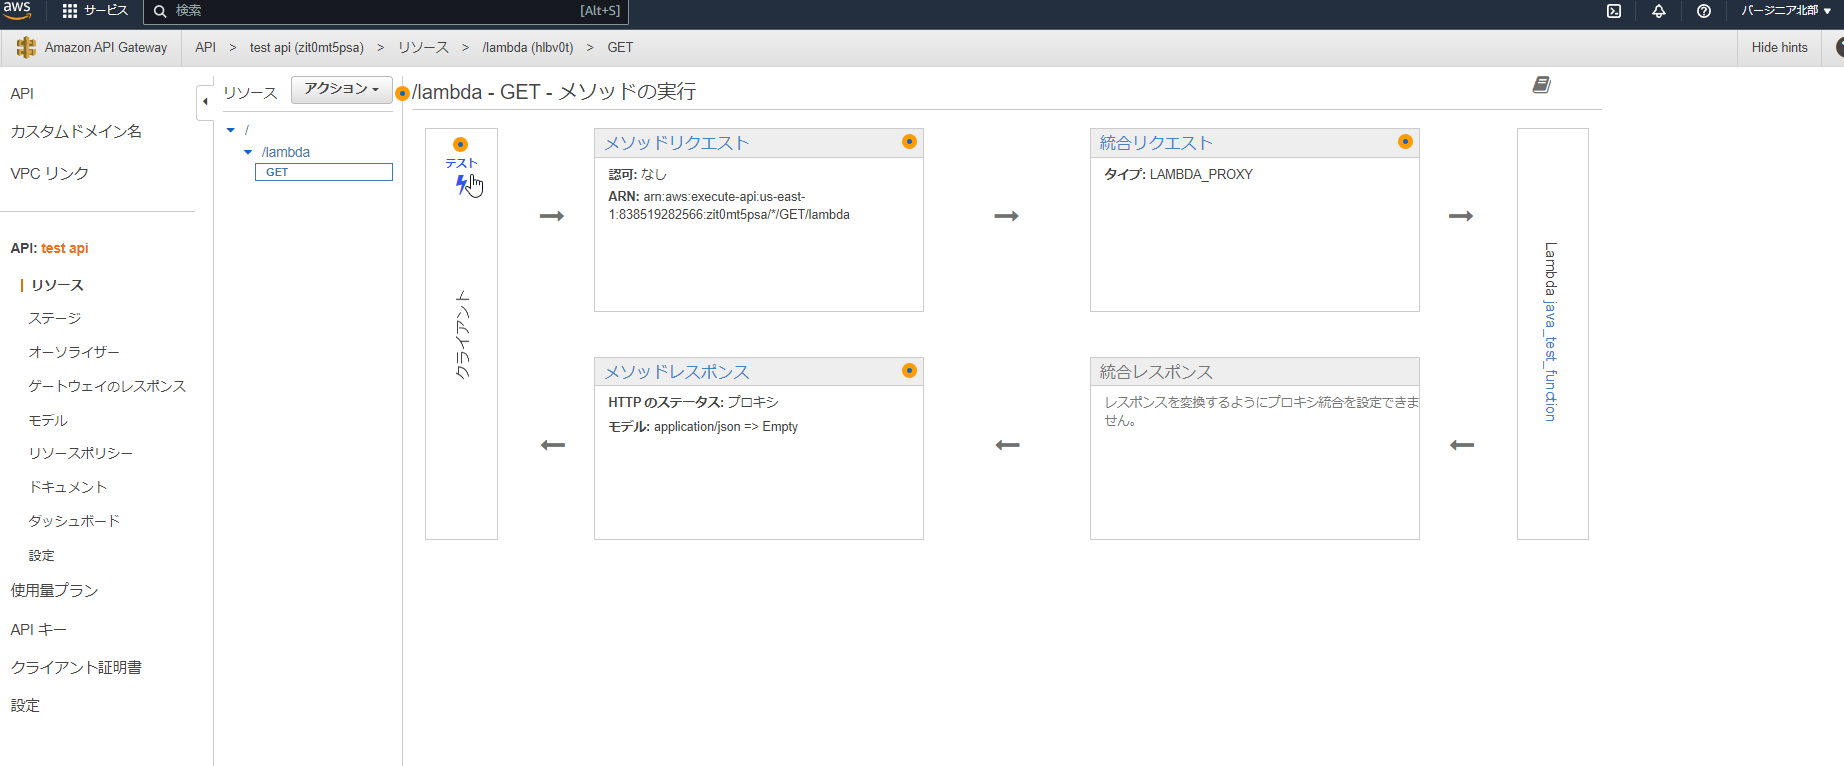 aws
サービス
検索
[Alt+S]
バージニア北部
Amazon API Gateway
API > test api (zit0mt5psa) > リソース > /lambda (hlbv0t) > GET
Hide hints
API
カスタムドメイン名
VPC リンク
API: test api
リソース
ステージ
オーソライザー
ゲートウェイのレスポンス
モデル
リソースポリシー
ドキュメント
ダッシュボード
設定
使用量プラン
API キー
クライアント証明書
設定
リソース
アクション
/
/lambda
GET
/lambda - GET - メソッドの実行
テスト
クライアント
メソッドリクエスト
認可: なし
ARN: arn:aws:execute-api:us-east-
1:838519282566:zit0mt5psa/*/GET/lambda
統合リクエスト
タイプ: LAMBDA_PROXY
Lambda java_test_function
メソッドレスポンス
HTTP のステータス: プロキシ
モデル: application/json => Empty
統合レスポンス
レスポンスを変換するようにプロキシ統合を設定できま
せん。